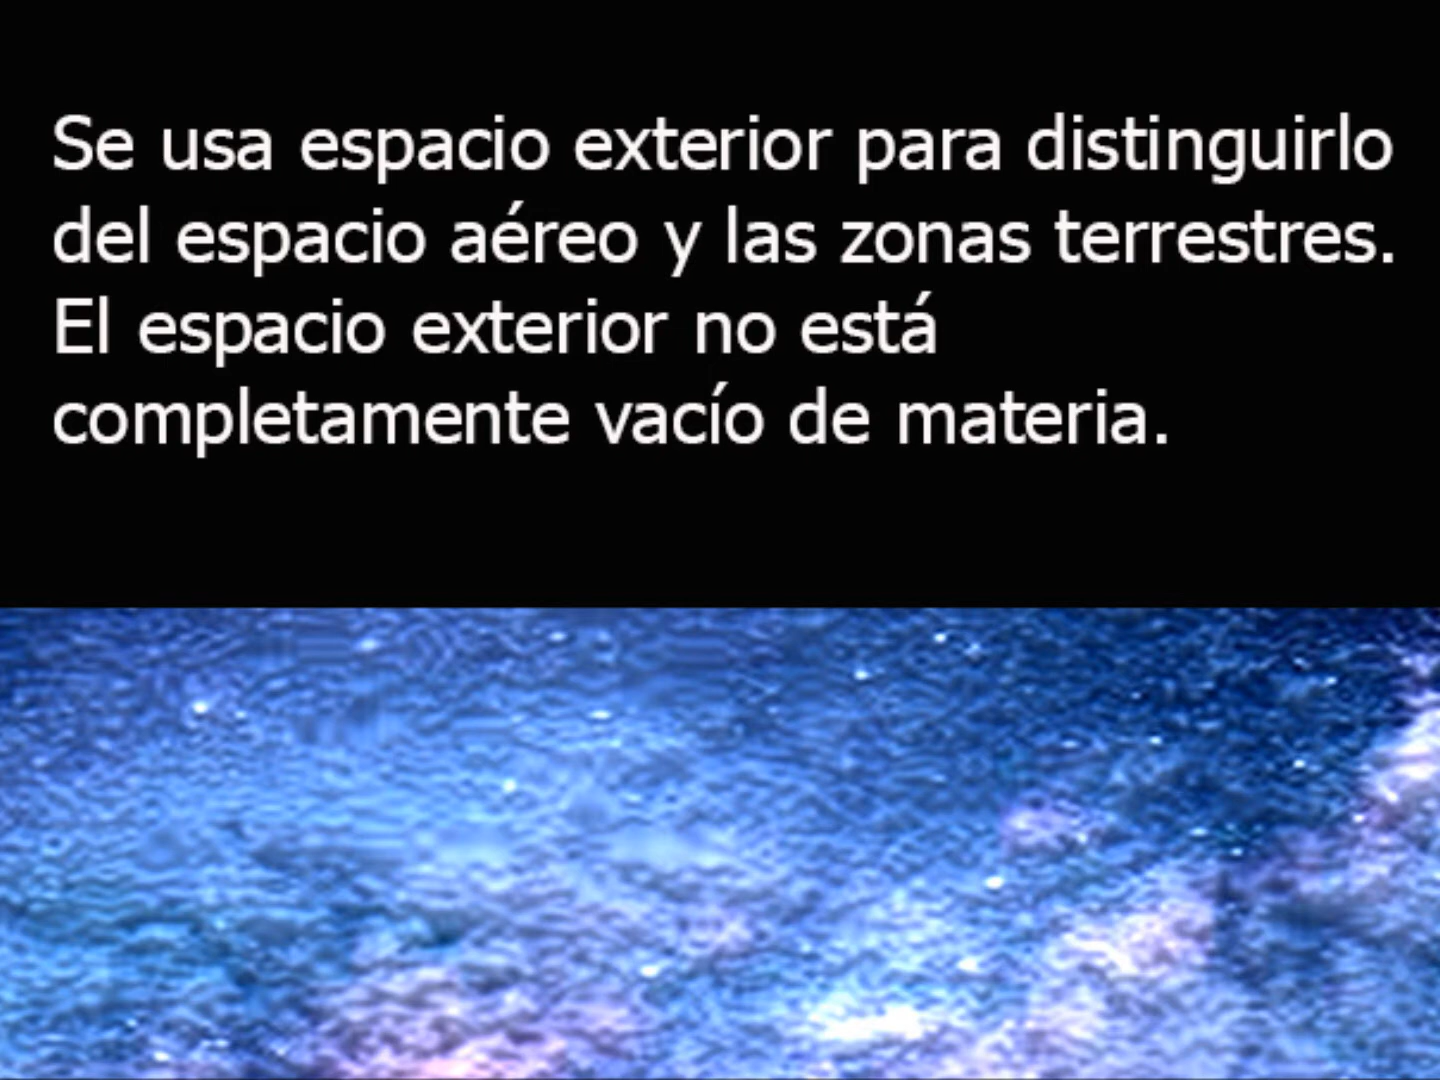 Se usa espacio exterior para distinguirlo
del espacio aéreo y las zonas terrestres.
El espacio exterior no está
completamente vacío de materia.